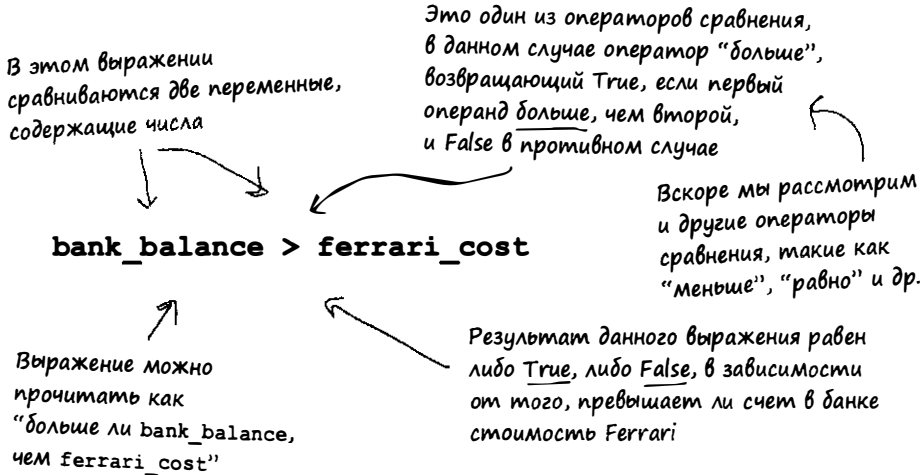 В этом выражении
сравниваются две переменные,
содержащие числа
Это один из операторов сравнения,
в данном случае оператор “больше”,
возвращающий True, если первый
операнд больше, чем второй,
и False в противном случае
Вскоре мы рассмотрим
и другие операторы
сравнения, такие как
“меньше”, “равно” и др.
bank_balance > ferrari_cost
Выражение можно
прочитать как
“больше ли bank_balance,
чем ferrari_cost”
Результат данного выражения равен
либо True, либо False, в зависимости
от того, превышает ли счет в банке
стоимость Ferrari